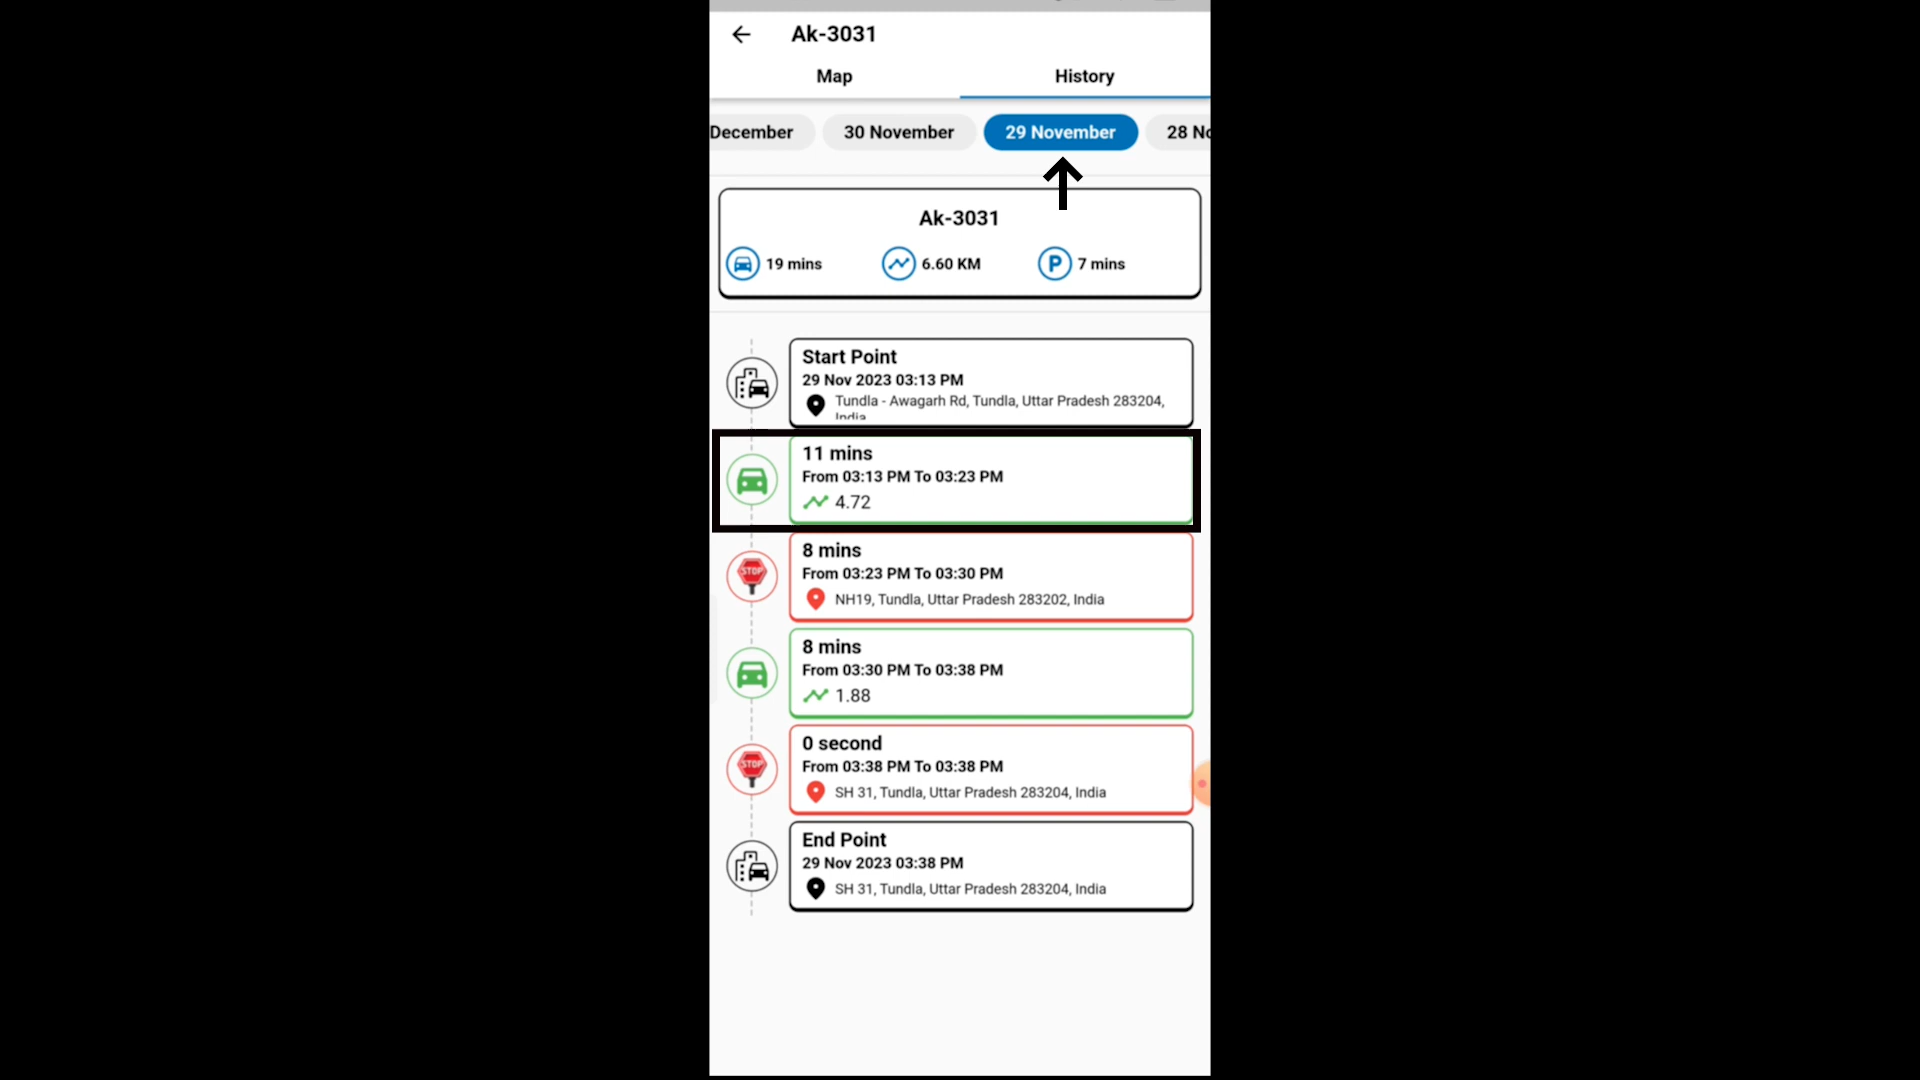 Ak-3031
Map
History
December
30 November
29 November
28 No
Ak-3031
19 mins
6.60 KM
P
7 mins
Start Point
29 Nov 2023 03:13 PM
Tundla - Awagarh Rd, Tundla, Uttar Pradesh 283204,
India
11 mins
From 03:13 PM To 03:23 PM
4.72
STOP
8 mins
From 03:23 PM To 03:30 PM
NH19, Tundla, Uttar Pradesh 283202, India
8 mins
From 03:30 PM To 03:38 PM
1.88
STOP
0 second
From 03:38 PM To 03:38 PM
SH 31, Tundla, Uttar Pradesh 283204, India
End Point
29 Nov 2023 03:38 PM
SH 31, Tundla, Uttar Pradesh 283204, India